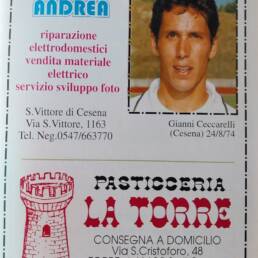 ANDREA
riparazione
elettrodomestici
vendita materiale
elettrico
servizio sviluppo foto
S.Vittore di Cesena
Via S.Vittore, 1163
Tel. Neg.0547/663770
Gianni Ceccarelli
(Cesena) 24/8/74
PASTICCERIA
LA TORRE
CONSEGNA A DOMICILIO
Via S.Cristoforo, 48